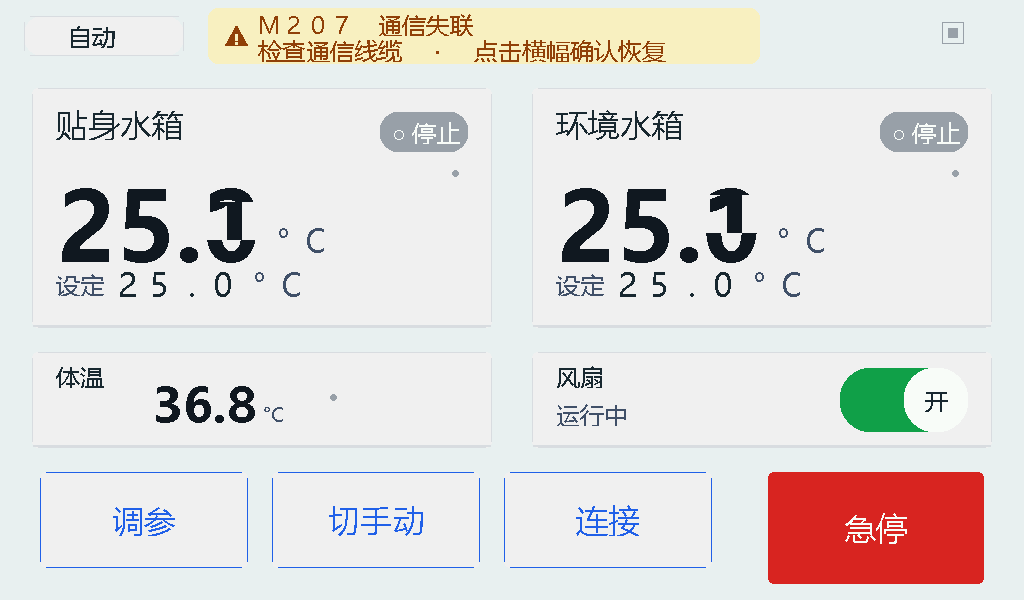 自动
M207 通信失联
检查通信线缆 · 点击横幅确认恢复
贴身水箱
○ 停止
25. °C
设定 25.0 °C
环境水箱
○ 停止
25. °C
设定 25.0 °C
体温
36.8 °C
风扇
运行中
开
调参
切手动
连接
急停